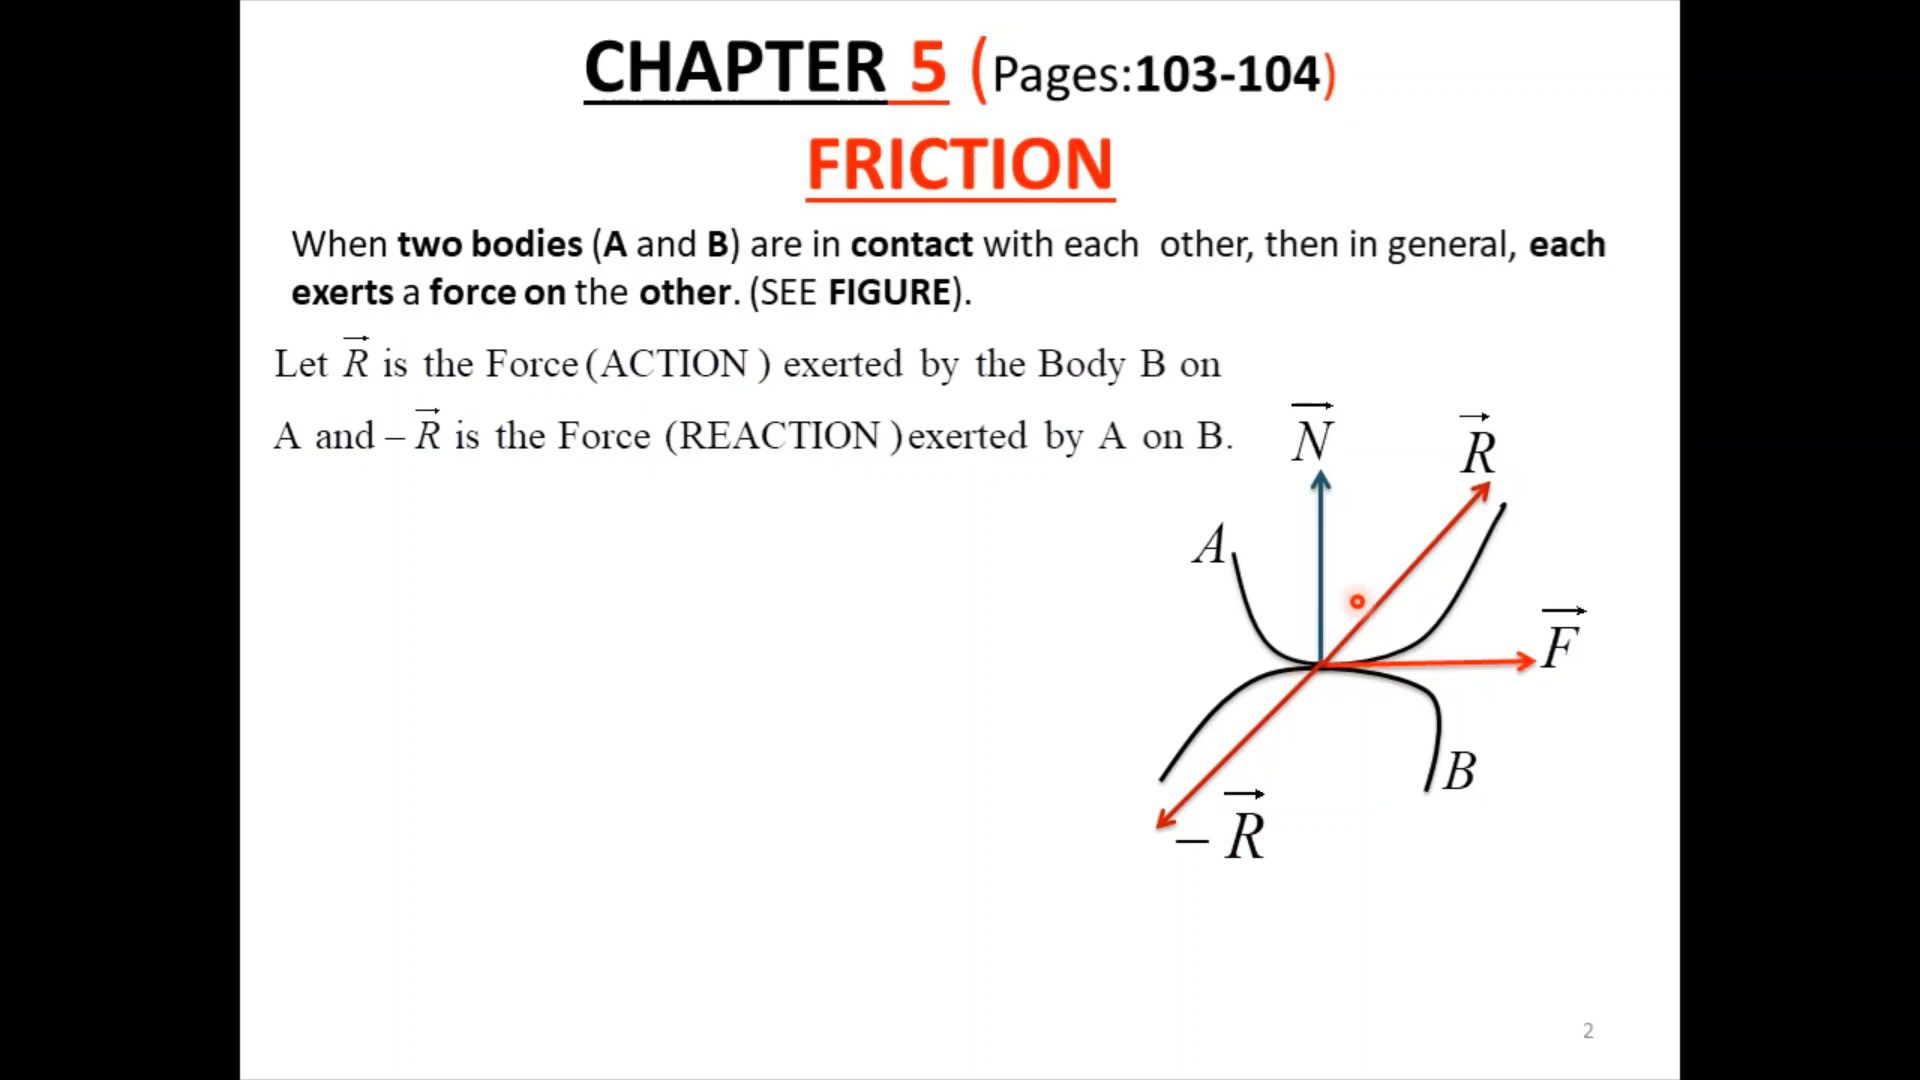 CHAPTER 5 (Pages:103-104)
FRICTION
When two bodies (A and B) are in contact with each other, then in general, each
exerts a force on the other. (SEE FIGURE).
Let R⃗ is the Force (ACTION ) exerted by the Body B on
A and – R⃗ is the Force (REACTION )exerted by A on B.
N⃗
R⃗
A
F⃗
B
– R⃗
2